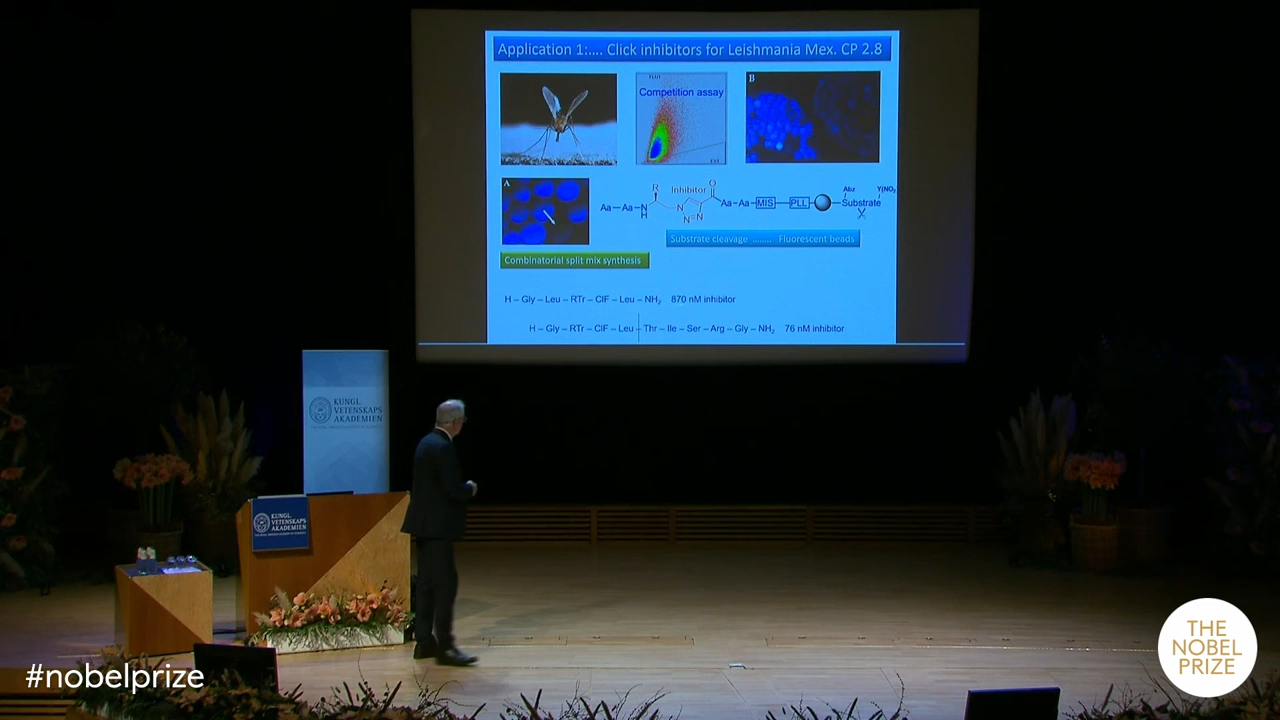 Application 1:.... Click inhibitors for Leishmania Mex. CP 2.8
Competition assay
B
A
R
Inhibitor
O
Aa—Aa—N
H
N
N=N
Aa—Aa—MIS—PLL
Abz
Y(NO₂
Substrate
Substrate cleavage ........ Fluorescent beads
Combinatorial split mix synthesis
H – Gly – Leu – RTr – ClF – Leu – NH₂ 870 nM inhibitor
H – Gly – RTr – ClF – Leu – Thr – Ile – Ser – Arg – Gly – NH₂ 76 nM inhibitor
KUNGL.
VETENSKAPS
AKADEMIEN
KUNGL.
VETENSKAPS
AKADEMIEN
#nobelprize
THE
NOBEL
PRIZE